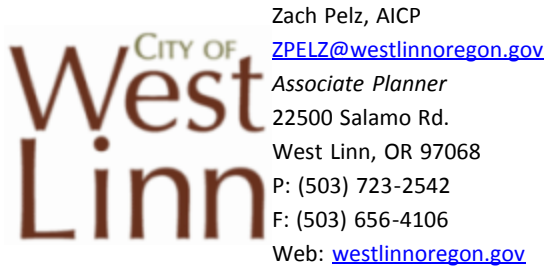 CITY OF
West
Linn
Zach Pelz, AICP
ZPELZ@westlinnoregon.gov
Associate Planner
22500 Salamo Rd.
West Linn, OR 97068
P: (503) 723-2542
F: (503) 656-4106
Web: westlinnoregon.gov